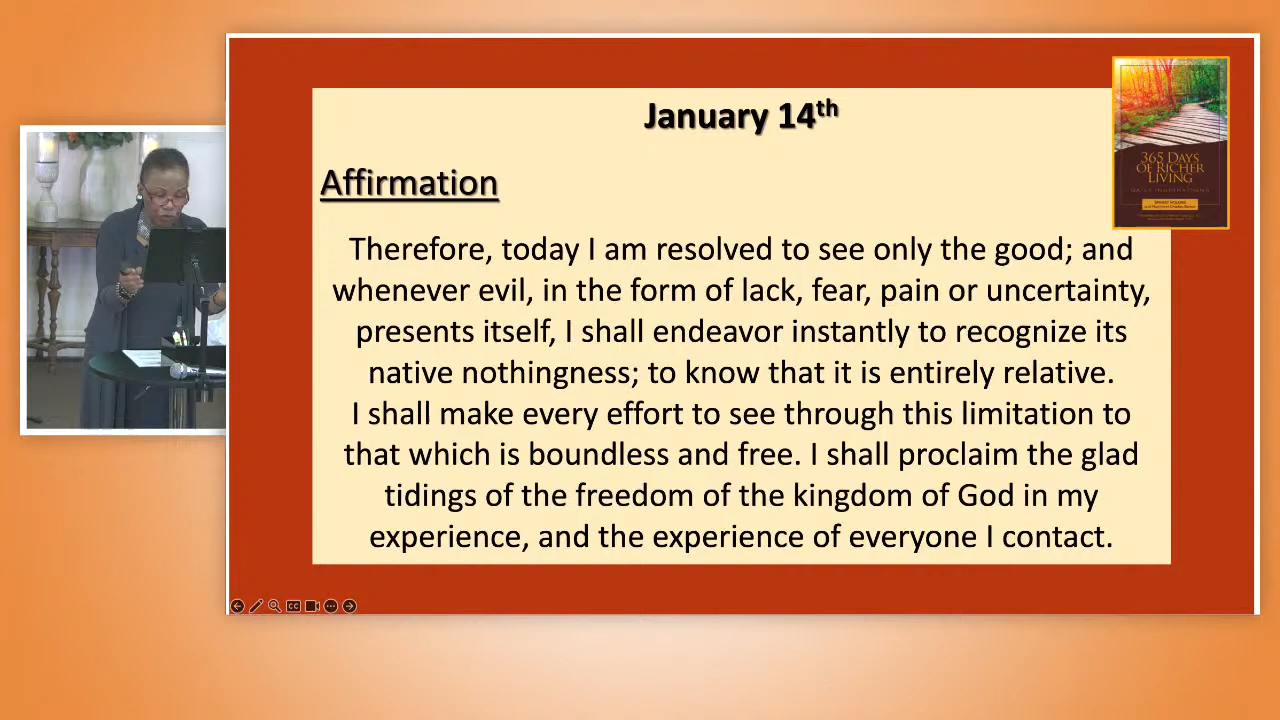 January 14th
Affirmation
Therefore, today I am resolved to see only the good; and
whenever evil, in the form of lack, fear, pain or uncertainty,
presents itself, I shall endeavor instantly to recognize its
native nothingness; to know that it is entirely relative.
I shall make every effort to see through this limitation to
that which is boundless and free. I shall proclaim the glad
tidings of the freedom of the kingdom of God in my
experience, and the experience of everyone I contact.
365 DAYS
OF RICHER
LIVING
DAILY INSPIRATIONS
CC